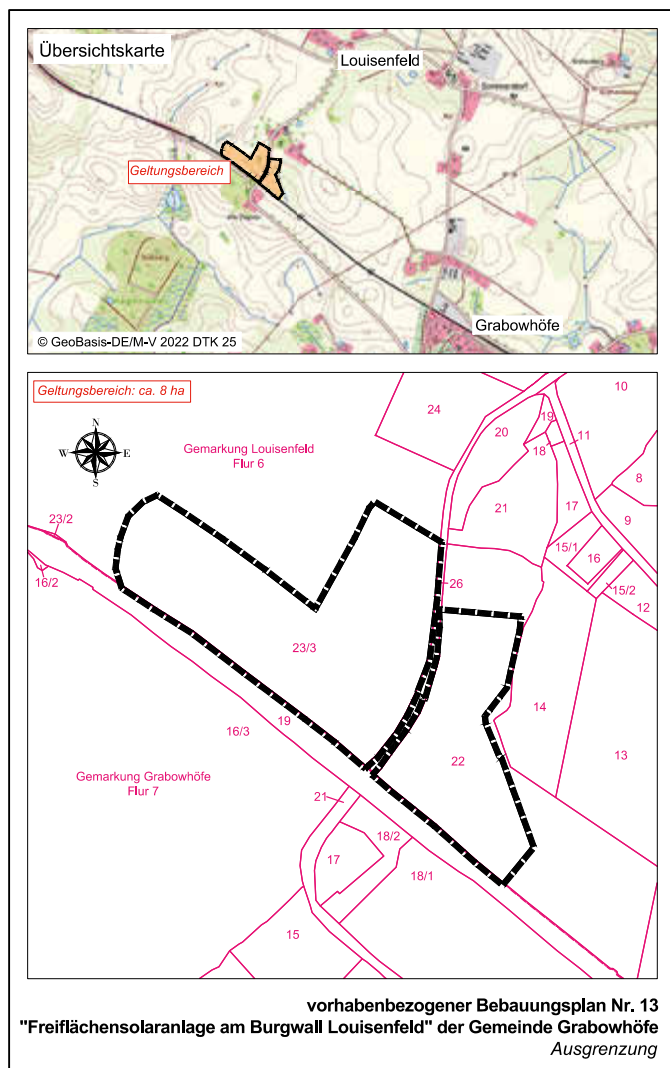 Übersichtskarte
Louisenfeld
Geltungsbereich
Grabowhöfe
© GeoBasis-DE/M-V 2022 DTK 25
Geltungsbereich: ca. 8 ha
N
W E
S
Gemarkung Louisenfeld
Flur 6
24
20
19
18
11
10
8
9
21
17
15/1
16
15/2
12
23/2
16/2
26
23/3
14
13
19
16/3
22
Gemarkung Grabowhöfe
Flur 7
21
18/2
17
18/1
15
vorhabenbezogener Bebauungsplan Nr. 13
"Freiflächensolaranlage am Burgwall Louisenfeld" der Gemeinde Grabowhöfe
Ausgrenzung